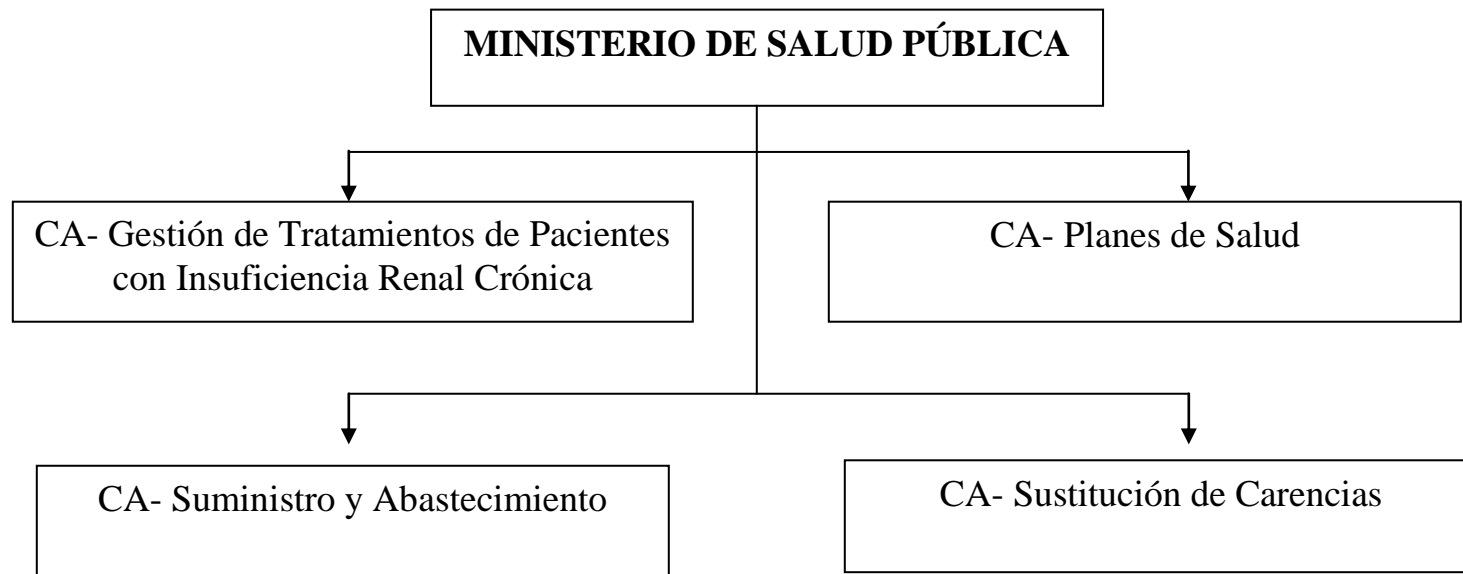 MINISTERIO DE SALUD PÚBLICA
CA- Gestión de Tratamientos de Pacientes
con Insuficiencia Renal Crónica
CA- Planes de Salud
CA- Suministro y Abastecimiento
CA- Sustitución de Carencias